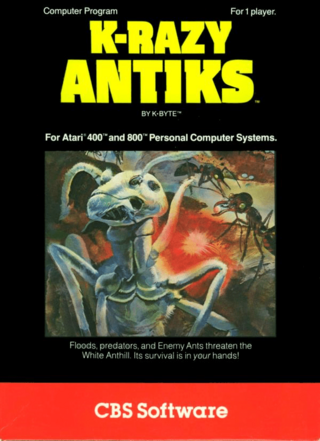 Computer Program For 1 player.
K-RAZY
ANTIKS™
BY K-BYTE™
For Atari® 400™ and 800™ Personal Computer Systems.
Floods, predators, and Enemy Ants threaten the
White Anthill. Its survival is in your hands!
CBS Software